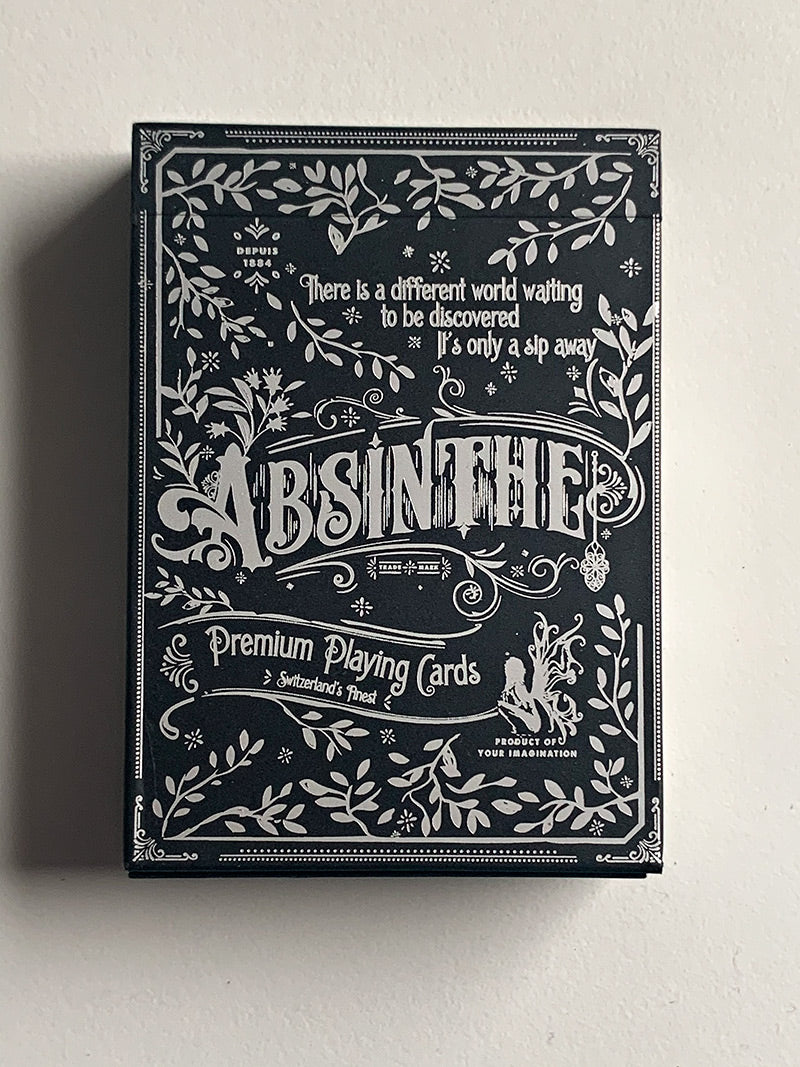 DEPUIS
1884
There is a different world waiting
to be discovered
It's only a sip away
ABSINTHE
TRADE MARK
Premium Playing Cards
Switzerland's Finest
PRODUCT OF
YOUR IMAGINATION